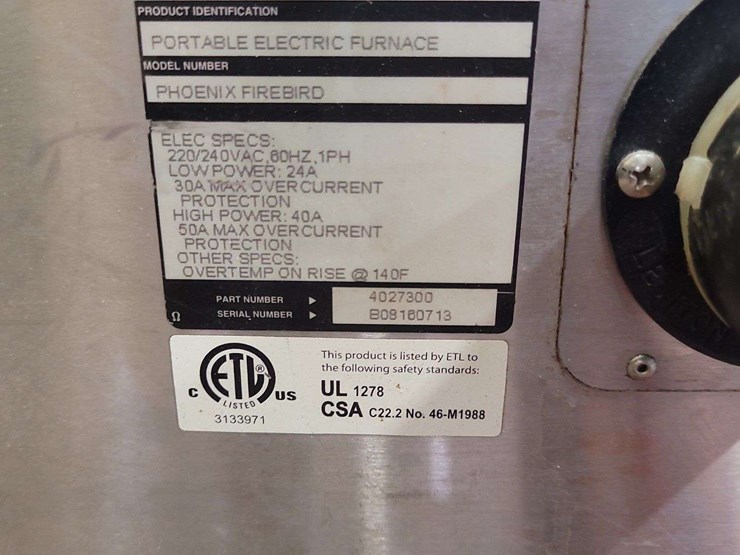 PRODUCT IDENTIFICATION
PORTABLE ELECTRIC FURNACE
MODEL NUMBER
PHOENIX FIREBIRD
ELEC SPECS:
220/240VAC,60HZ,1PH
LOW POWER: 24A
30A MAX OVERCURRENT
PROTECTION
HIGH POWER: 40A
50A MAX OVERCURRENT
PROTECTION
OTHER SPECS:
OVERTEMP ON RISE @ 140F
PART NUMBER ▶ 4027300
Ω SERIAL NUMBER ▶ B08160713
C ETL ® US
LISTED
3133971
This product is listed by ETL to
the following safety standards:
UL 1278
CSA C22.2 No. 46-M1988